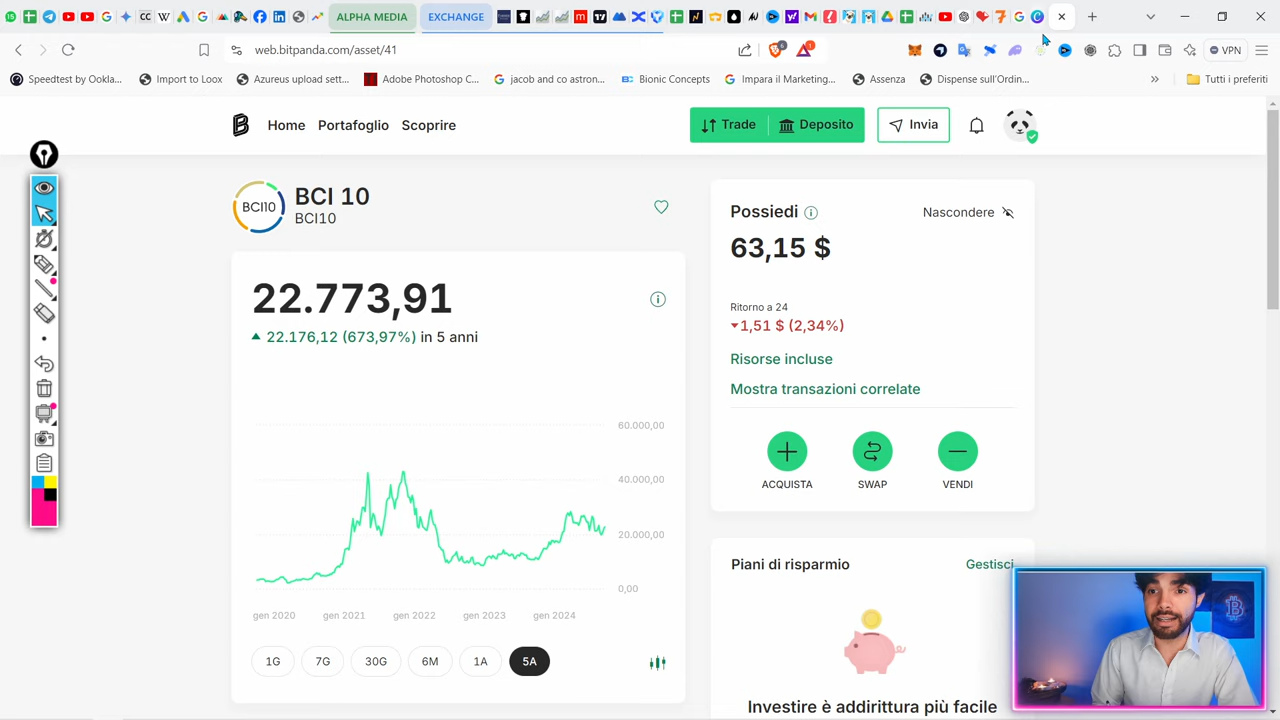 ALPHA MEDIA
EXCHANGE
web.bitpanda.com/asset/41
VPN
Speedtest by Ookla...
Import to Loox
Azureus upload sett...
Adobe Photoshop C...
jacob and co astron...
Bionic Concepts
Impara il Marketing...
Assenza
Dispense sull'Ordin...
Tutti i preferiti
Home
Portafoglio
Scoprire
Trade
Deposito
Invia
BCI10
BCI 10
BCI10
22.773,91
22.176,12 (673,97%) in 5 anni
60.000,00
40.000,00
20.000,00
0,00
gen 2020
gen 2021
gen 2022
gen 2023
gen 2024
1G
7G
30G
6M
1A
5A
Possiedi
Nascondere
63,15 $
Ritorno a 24
1,51 $ (2,34%)
Risorse incluse
Mostra transazioni correlate
ACQUISTA
SWAP
VENDI
Piani di risparmio
Gestisci
Investire è addirittura più facile